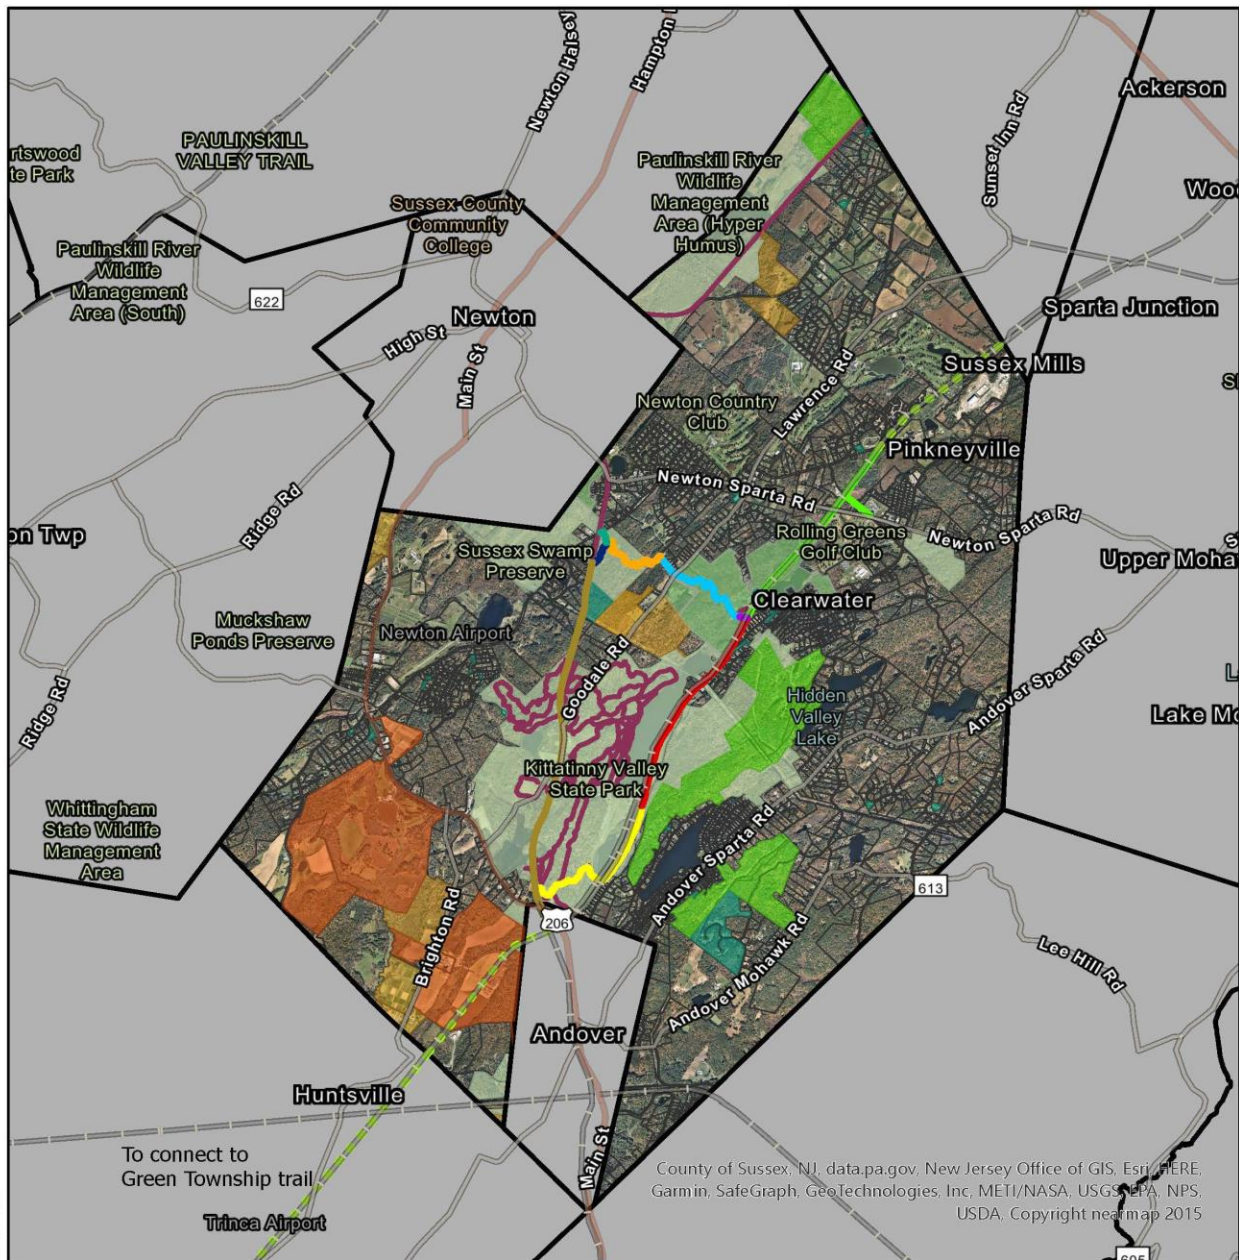 Newton Halsey
Hampton
Ackerson
Sunset Inn Rd
PAULINSKILL
VALLEY TRAIL
rtswood
te Park
Paulinskill River
Wildlife
Management
Area (Hyper
Humus)
Sussex County
Community
College
Paulinskill River
Wildlife
Management
Area (South)
622
Newton
High St
Main St
Sparta Junction
Sussex Mills
Lawrence Rd
Newton Country
Club
Pinkneyville
Newton Sparta Rd
Newton Sparta Rd
Ridge Rd
on Twp
Rolling Greens
Golf Club
Sussex Swamp
Preserve
Upper Moha
Clearwater
Muckshaw
Ponds Preserve
Newton Airport
Goodale Rd
Andover Sparta Rd
Hidden
Valley
Lake
Ridge Rd
Lake Mo
Kittatinny Valley
State Park
Whittingham
State Wildlife
Management
Area
Andover Sparta Rd
613
206
Brighton Rd
Lee Hill Rd
Andover Mohawk Rd
Andover
Huntsville
To connect to
Green Township trail
Main St
Trinca Airport
County of Sussex, NJ, data.pa.gov, New Jersey Office of GIS, Esri, HERE,
Garmin, SafeGraph, GeoTechnologies, Inc, METI/NASA, USGS, EPA, NPS,
USDA, Copyright nearmap 2015
605